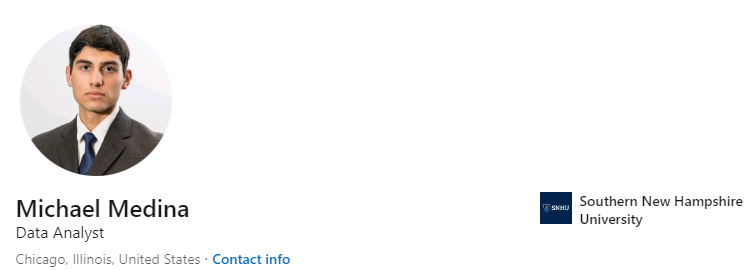 Michael Medina
Data Analyst
Chicago, Illinois, United States · Contact info
SNHU
Southern New Hampshire
University